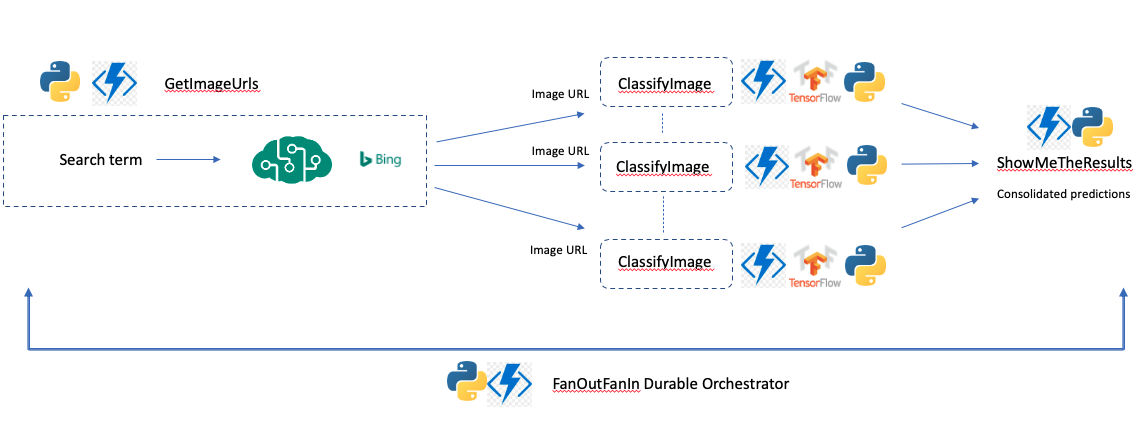 GetImageUrls
Search term
Bing
Image URL
ClassifyImage
TensorFlow
Image URL
ClassifyImage
TensorFlow
Image URL
ClassifyImage
TensorFlow
ShowMeTheResults
Consolidated predictions
FanOutFanIn Durable Orchestrator